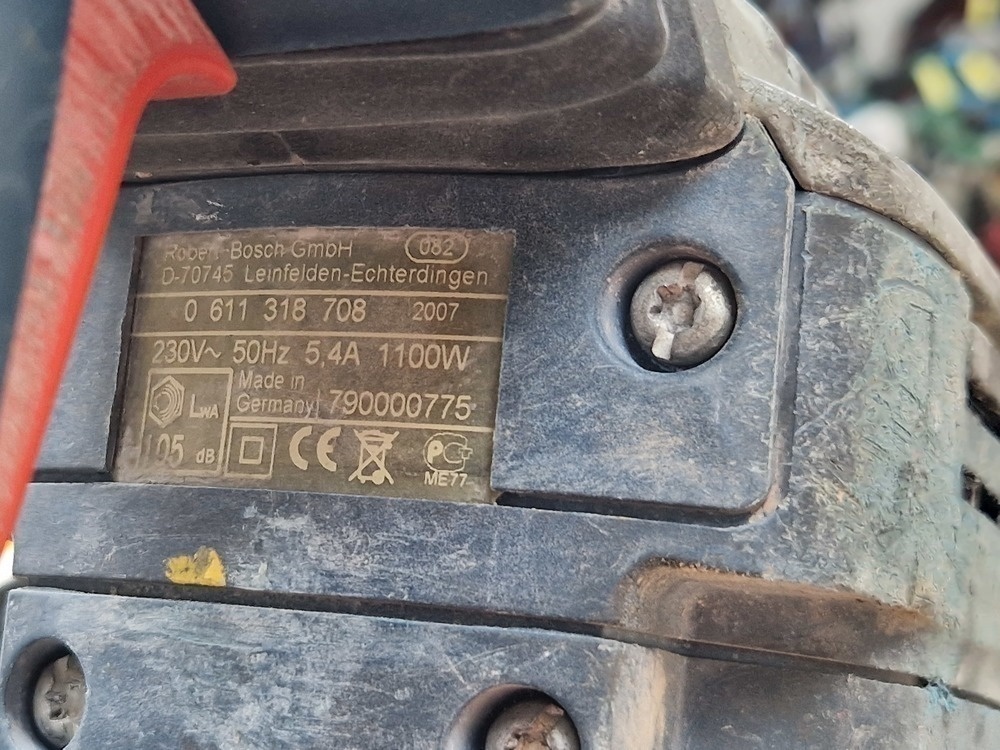 Robert-Bosch GmbH 082
D-70745 Leinfelden-Echterdingen
0 611 318 708 2007
230V~ 50Hz 5,4A 1100W
Made in
Germany 790000775
LWA
105 dB
CE
PC
ME77